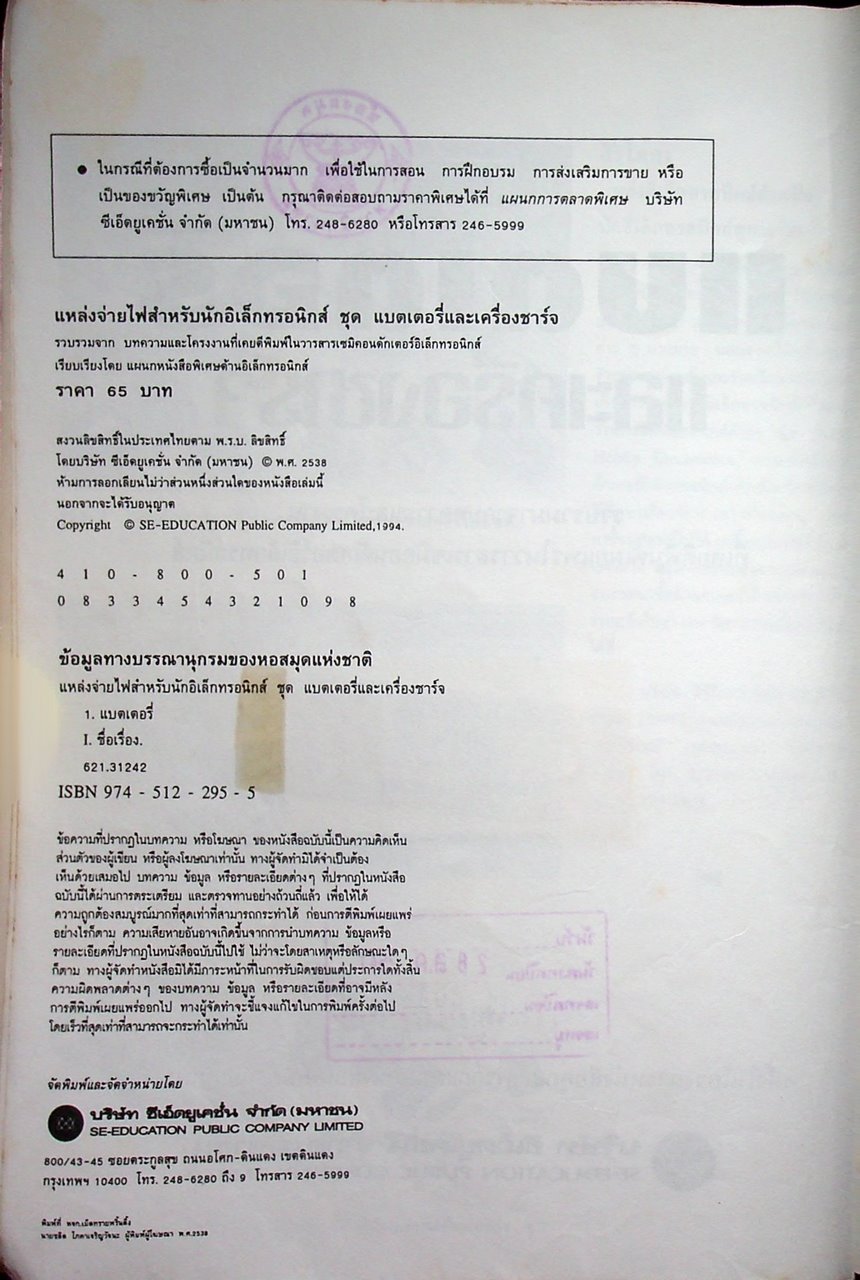 ● ในกรณีที่ต้องการซื้อเป็นจำนวนมาก เพื่อใช้ในการสอน การฝึกอบรม การส่งเสริมการขาย หรือ
เป็นของขวัญพิเศษ เป็นต้น กรุณาติดต่อสอบถามราคาพิเศษได้ที่ แผนกการตลาดพิเศษ บริษัท
ซีเอ็ดยูเคชั่น จำกัด (มหาชน) โทร. 248-6280 หรือโทรสาร 246-5999
แหล่งจ่ายไฟสำหรับนักอิเล็กทรอนิกส์ ชุด แบตเตอรี่และเครื่องชาร์จ
รวบรวมจาก บทความและโครงงานที่เคยตีพิมพ์ในวารสารเซมิคอนดักเตอร์อิเล็กทรอนิกส์
เรียบเรียงโดย แผนกหนังสือพิเศษด้านอิเล็กทรอนิกส์
ราคา 65 บาท
สงวนลิขสิทธิ์ในประเทศไทยตาม พ.ร.บ. ลิขสิทธิ์
โดยบริษัท ซีเอ็ดยูเคชั่น จำกัด (มหาชน) © พ.ศ. 2538
ห้ามการลอกเลียนไม่ว่าส่วนหนึ่งส่วนใดของหนังสือเล่มนี้
นอกจากจะได้รับอนุญาต
Copyright © SE-EDUCATION Public Company Limited,1994.
4 1 0 - 8 0 0 - 5 0 1
0 8 3 3 4 5 4 3 2 1 0 9 8
ข้อมูลทางบรรณานุกรมของหอสมุดแห่งชาติ
แหล่งจ่ายไฟสำหรับนักอิเล็กทรอนิกส์ ชุด แบตเตอรี่และเครื่องชาร์จ
1. แบตเตอรี่
I. ชื่อเรื่อง.
621.31242
ISBN 974 - 512 - 295 - 5
ข้อความที่ปรากฏในบทความ หรือโฆษณา ของหนังสือฉบับนี้เป็นความคิดเห็น
ส่วนตัวของผู้เขียน หรือผู้ลงโฆษณาเท่านั้น ทางผู้จัดทำมิได้จำเป็นต้อง
เห็นด้วยเสมอไป บทความ ข้อมูล หรือรายละเอียดต่างๆ ที่ปรากฏในหนังสือ
ฉบับนี้ได้ผ่านการตระเตรียม และตรวจทานอย่างถ้วนถี่แล้ว เพื่อให้ได้
ความถูกต้องสมบูรณ์มากที่สุดเท่าที่สามารถกระทำได้ ก่อนการตีพิมพ์เผยแพร่
อย่างไรก็ตาม ความเสียหายอันอาจเกิดขึ้นจากการนำบทความ ข้อมูลหรือ
รายละเอียดที่ปรากฏในหนังสือฉบับนี้ไปใช้ ไม่ว่าจะโดยสาเหตุหรือลักษณะใดๆ
ก็ตาม ทางผู้จัดทำหนังสือมิได้มีภาระหน้าที่ในการรับผิดชอบแต่ประการใดทั้งสิ้น
ความผิดพลาดต่างๆ ของบทความ ข้อมูล หรือรายละเอียดที่อาจมีหลัง
การตีพิมพ์เผยแพร่ออกไป ทางผู้จัดทำจะชี้แจงแก้ไขในการพิมพ์ครั้งต่อไป
โดยเร็วที่สุดเท่าที่สามารถจะกระทำได้เท่านั้น
จัดพิมพ์และจัดจำหน่ายโดย
บริษัท ซีเอ็ดยูเคชั่น จำกัด (มหาชน)
SE-EDUCATION PUBLIC COMPANY LIMITED
800/43-45 ซอยตระกูลสุข ถนนอโศก-ดินแดง เขตดินแดง
กรุงเทพฯ 10400 โทร. 248-6280 ถึง 9 โทรสาร 246-5999
พิมพ์ที่ หจก.เม็ดทรายพริ้นติ้ง
นายชลิต โภคาเจริญวัฒนะ ผู้พิมพ์ผู้โฆษณา พ.ศ.2538